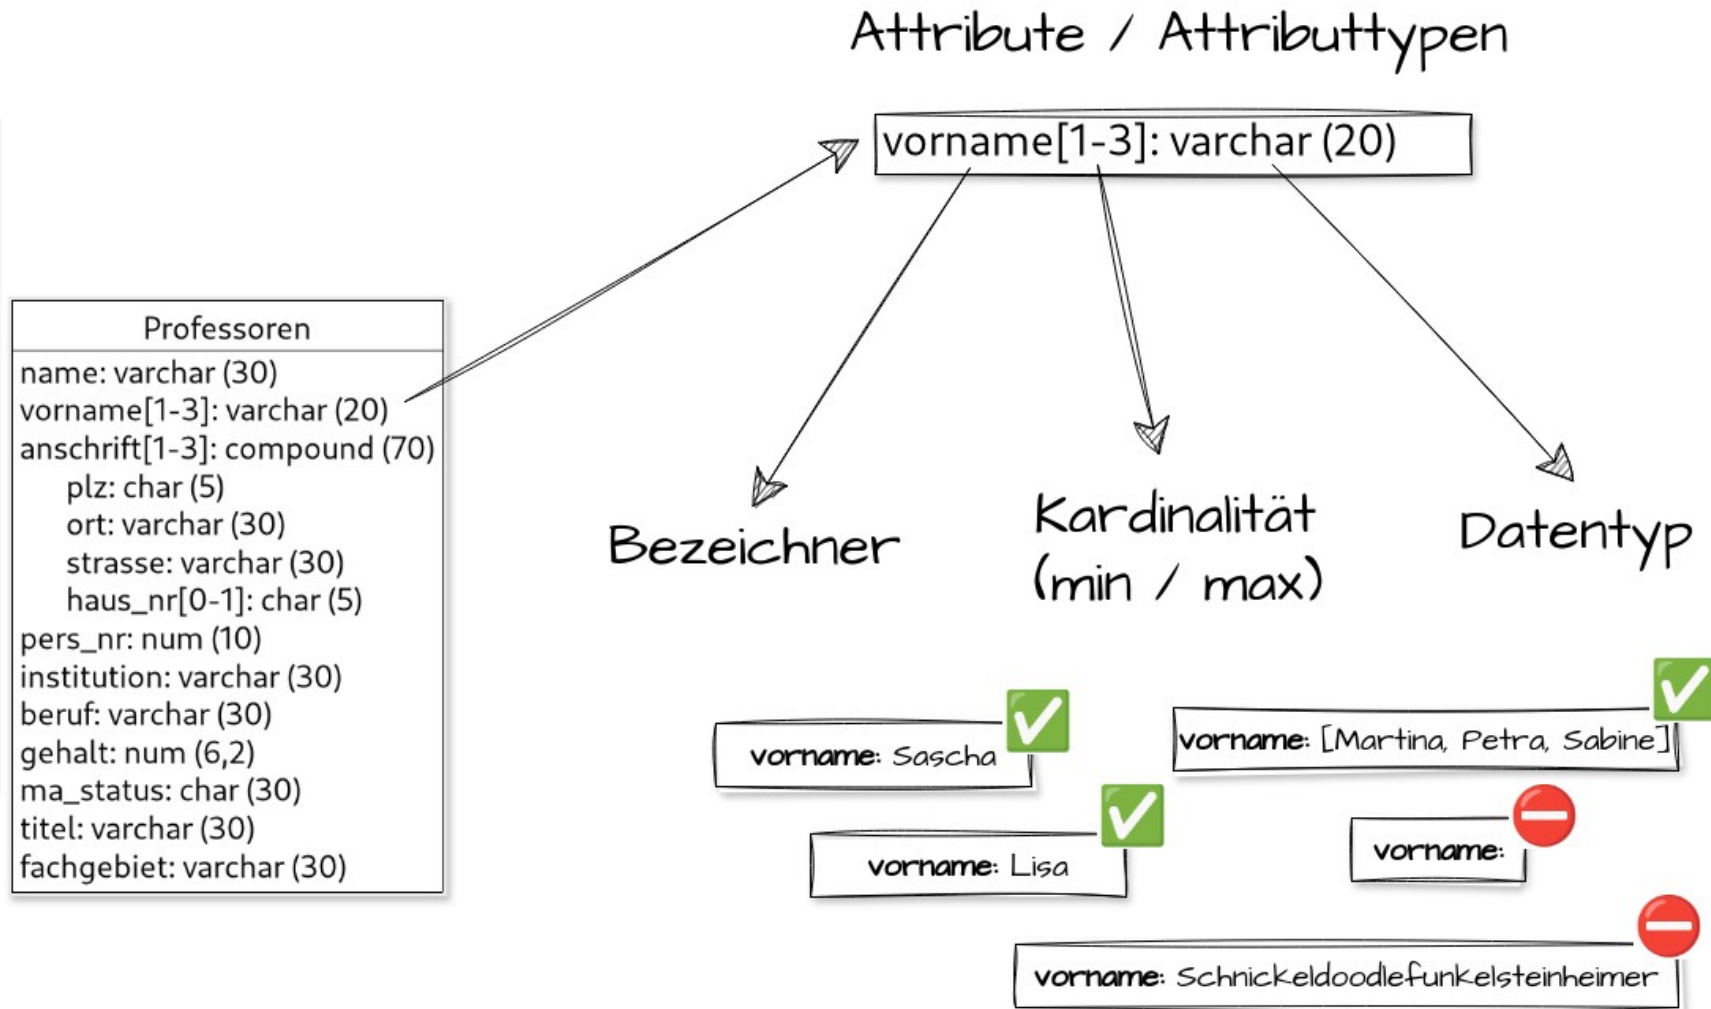 Attribute / Attributtypen
vorname[1-3]: varchar (20)
Professoren
name: varchar (30)
vorname[1-3]: varchar (20)
anschrift[1-3]: compound (70)
plz: char (5)
ort: varchar (30)
strasse: varchar (30)
haus_nr[0-1]: char (5)
pers_nr: num (10)
institution: varchar (30)
beruf: varchar (30)
gehalt: num (6,2)
ma_status: char (30)
titel: varchar (30)
fachgebiet: varchar (30)
Bezeichner
Kardinalität
(min / max)
Datentyp
vorname: Sascha
vorname: [Martina, Petra, Sabine]
vorname: Lisa
vorname:
vorname: Schnickeldoodlefunkelsteinheimer